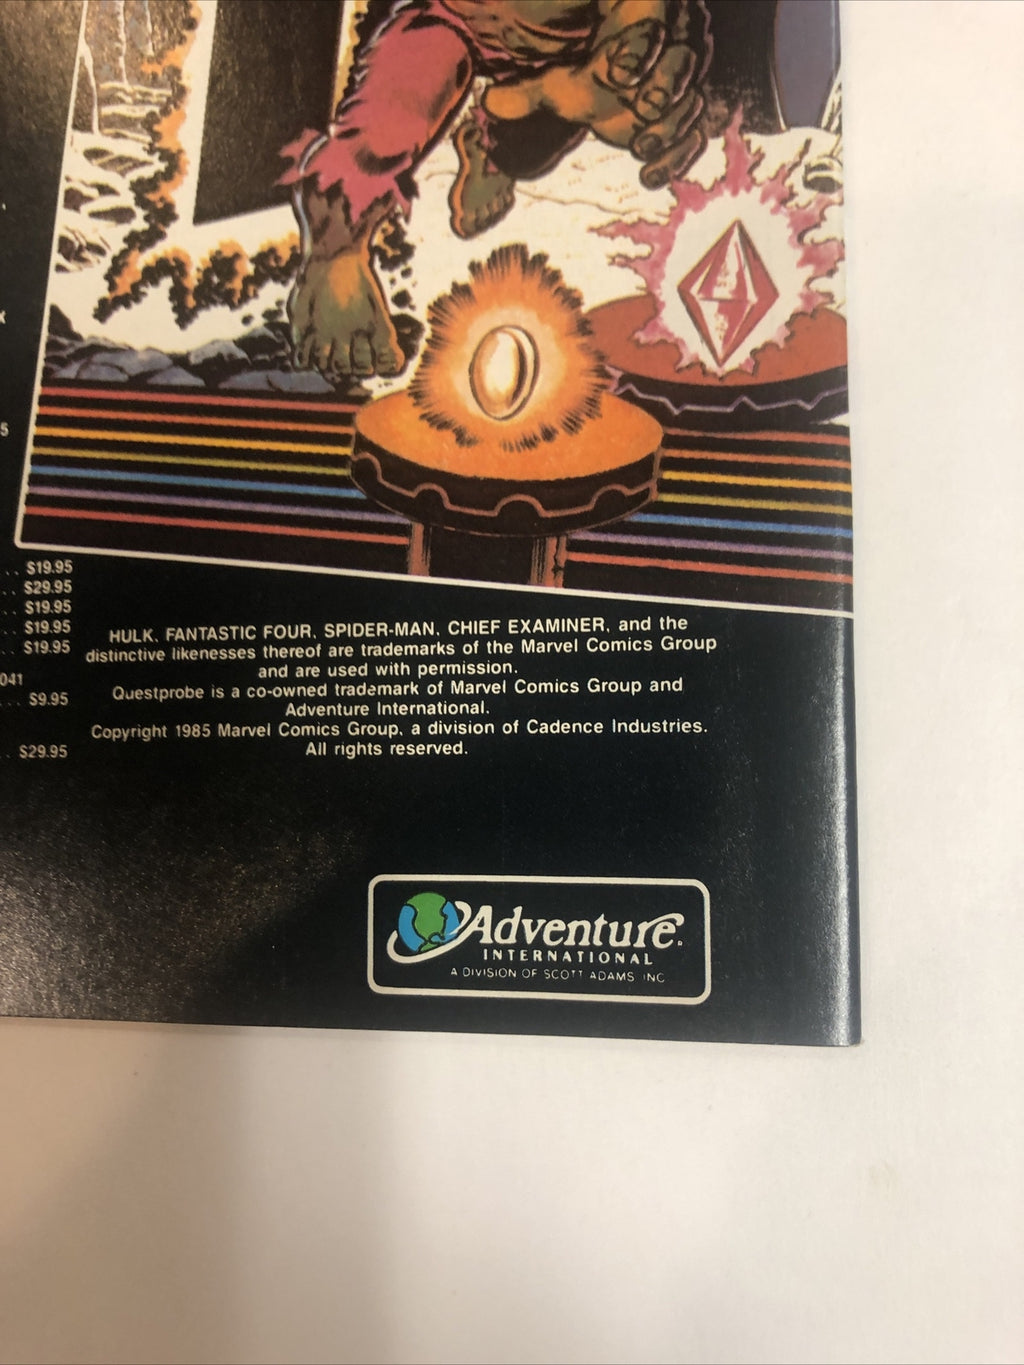 5
.. $19.95
.. $29.95
.. $19.95
.. $19.95
.. $19.95
041
... $9.95
.. $29.95
HULK, FANTASTIC FOUR, SPIDER-MAN, CHIEF EXAMINER, and the
distinctive likenesses thereof are trademarks of the Marvel Comics Group
and are used with permission.
Questprobe is a co-owned trademark of Marvel Comics Group and
Adventure International.
Copyright 1985 Marvel Comics Group, a division of Cadence Industries.
All rights reserved.
Adventure
INTERNATIONAL
A DIVISION OF SCOTT ADAMS INC